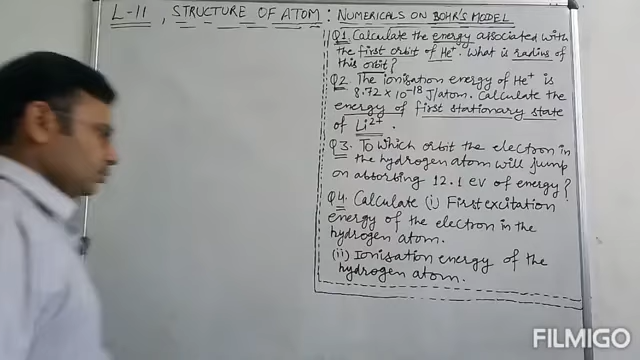 L-11, STRUCTURE OF ATOM: NUMERICALS ON BOHR'S MODEL
Q1. Calculate the energy associated with
the first orbit of He⁺. What is radius of
this orbit?
Q2. The ionisation energy of He⁺ is
8.72 × 10⁻¹⁸ J/atom. Calculate the
energy of first stationary state
of Li²⁺.
Q3. To which orbit the electron in
the hydrogen atom will jump
on absorbing 12.1 eV of energy?
Q4. Calculate (i) First excitation
energy of the electron in the
hydrogen atom.
(ii) Ionisation energy of the
hydrogen atom.
FILMIGO